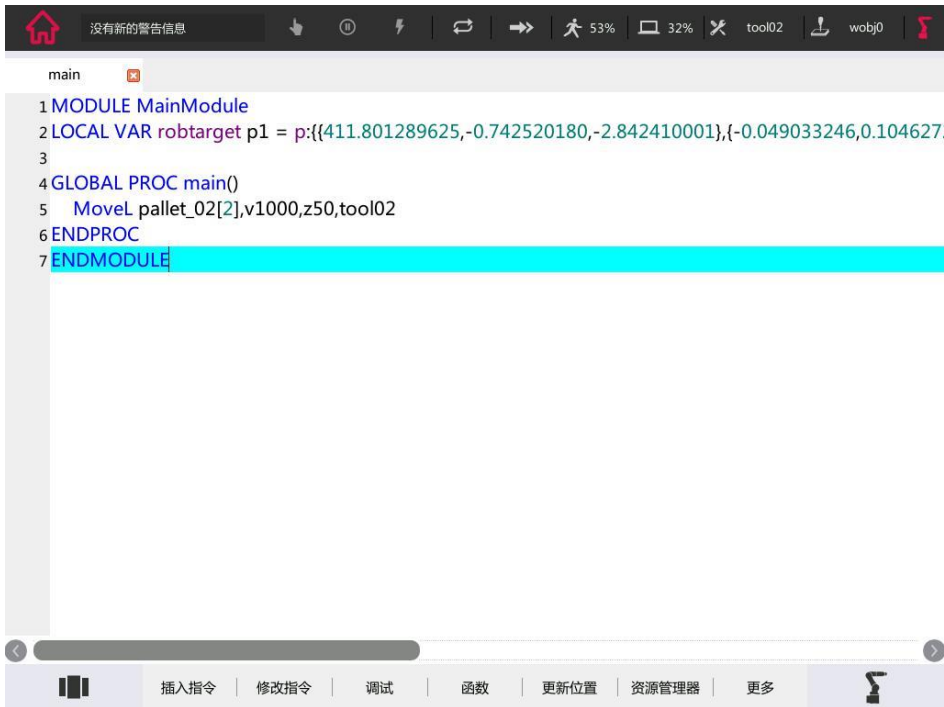 没有新的警告信息 53% 32% tool02 wobj0
main
1 MODULE MainModule
2 LOCAL VAR robtarget p1 = p:{{411.801289625,-0.742520180,-2.842410001},{-0.049033246,0.104627
3
4 GLOBAL PROC main()
5 MoveL pallet_02[2],v1000,z50,tool02
6 ENDPROC
7 ENDMODULE
插入指令 修改指令 调试 函数 更新位置 资源管理器 更多